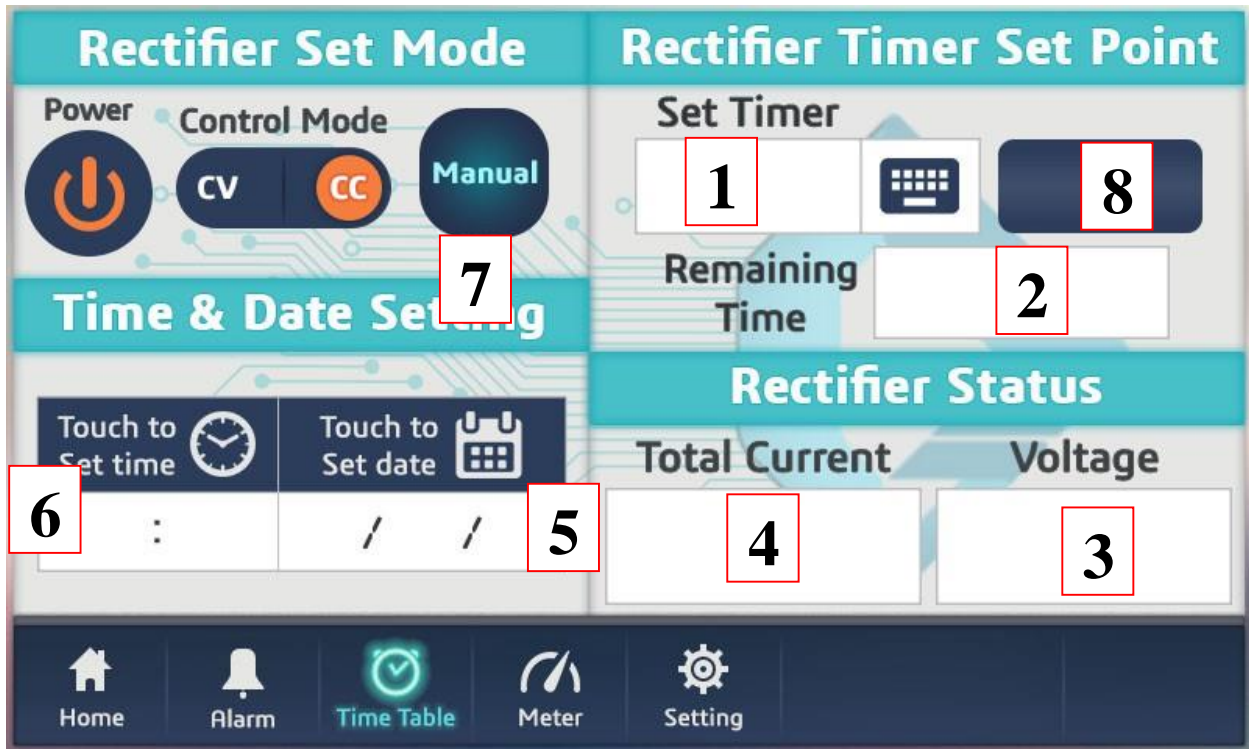 Rectifier Set Mode
Power
Control Mode
CV
CC
Manual
7
Rectifier Timer Set Point
Set Timer
1
8
Remaining
Time
2
Time & Date Setting
Touch to
Set time
Touch to
Set date
6
:
/ /
5
Rectifier Status
Total Current
Voltage
4
3
Home
Alarm
Time Table
Meter
Setting